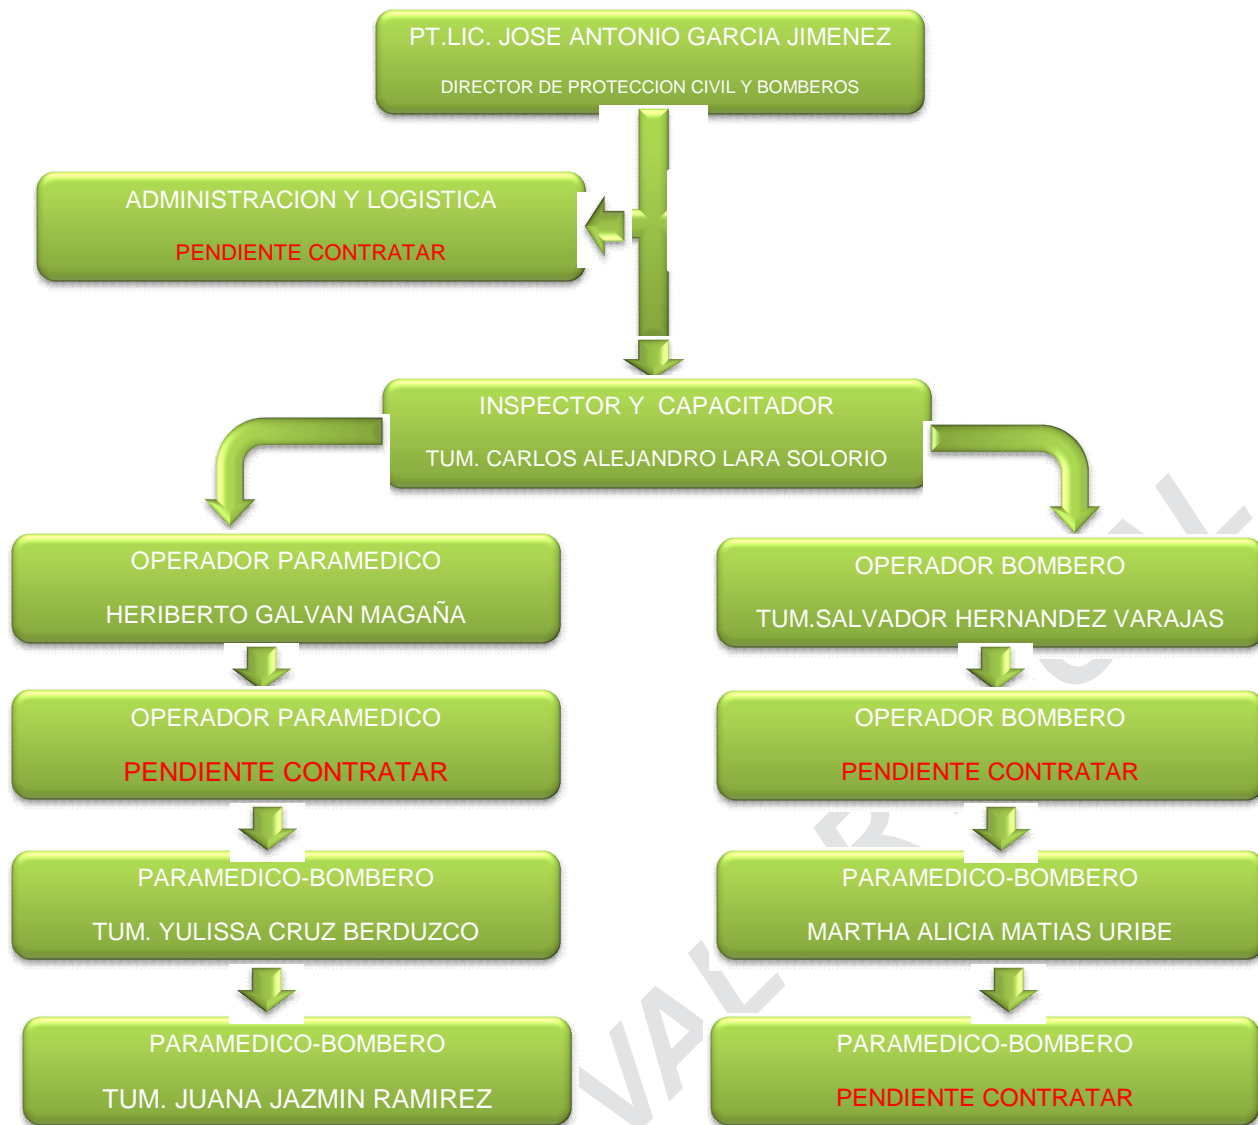 PT.LIC. JOSE ANTONIO GARCIA JIMENEZ
DIRECTOR DE PROTECCION CIVIL Y BOMBEROS
ADMINISTRACION Y LOGISTICA
PENDIENTE CONTRATAR
INSPECTOR Y CAPACITADOR
TUM. CARLOS ALEJANDRO LARA SOLORIO
OPERADOR PARAMEDICO
HERIBERTO GALVAN MAGAÑA
OPERADOR BOMBERO
TUM.SALVADOR HERNANDEZ VARAJAS
OPERADOR PARAMEDICO
PENDIENTE CONTRATAR
OPERADOR BOMBERO
PENDIENTE CONTRATAR
PARAMEDICO-BOMBERO
TUM. YULISSA CRUZ BERDUZCO
PARAMEDICO-BOMBERO
MARTHA ALICIA MATIAS URIBE
PARAMEDICO-BOMBERO
TUM. JUANA JAZMIN RAMIREZ
PARAMEDICO-BOMBERO
PENDIENTE CONTRATAR